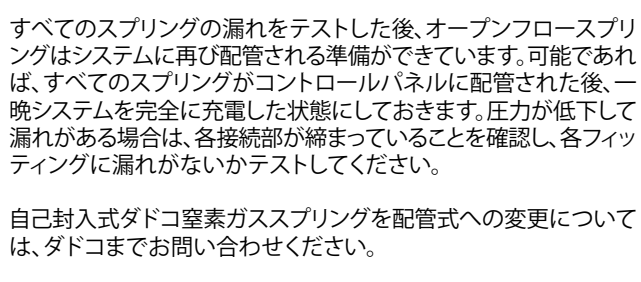 すべてのスプリングの漏れをテストした後、オープンフロースプリ
ングはシステムに再び配管される準備ができています。可能であれ
ば、すべてのスプリングがコントロールパネルに配管された後、一
晩システムを完全に充電した状態にしておきます。圧力が低下して
漏れがある場合は、各接続部が締まっていることを確認し、各フィッ
ティングに漏れがないかテストしてください。
自己封入式ダドコ窒素ガススプリングを配管式への変更について
は、ダドコまでお問い合わせください。